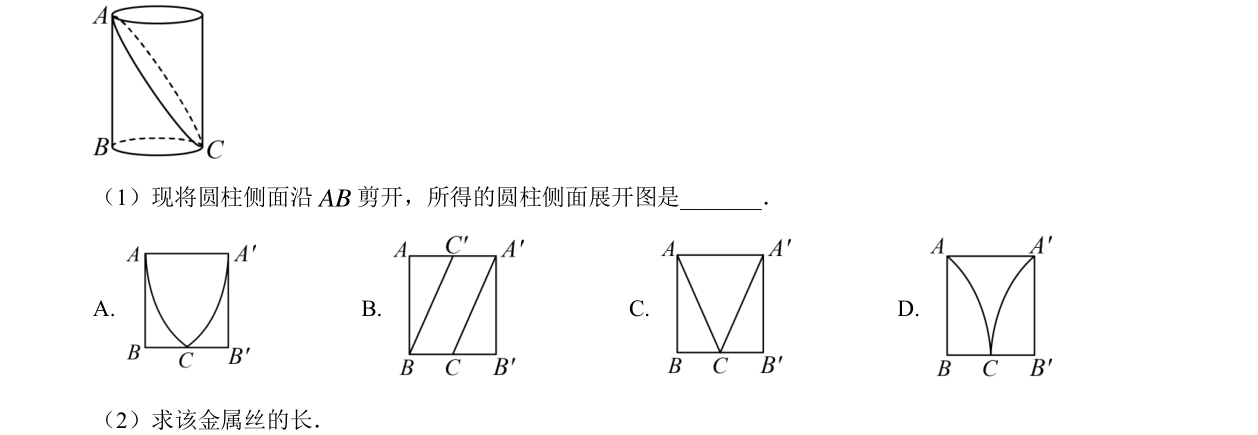 A
B
C
（1）现将圆柱侧面沿 AB 剪开，所得的圆柱侧面展开图是_______．
A C′ A′ A A′ A A′
A A′
A. B. C. D.
B C B′ B C B′ B C B′ B C B′
（2）求该金属丝的长．